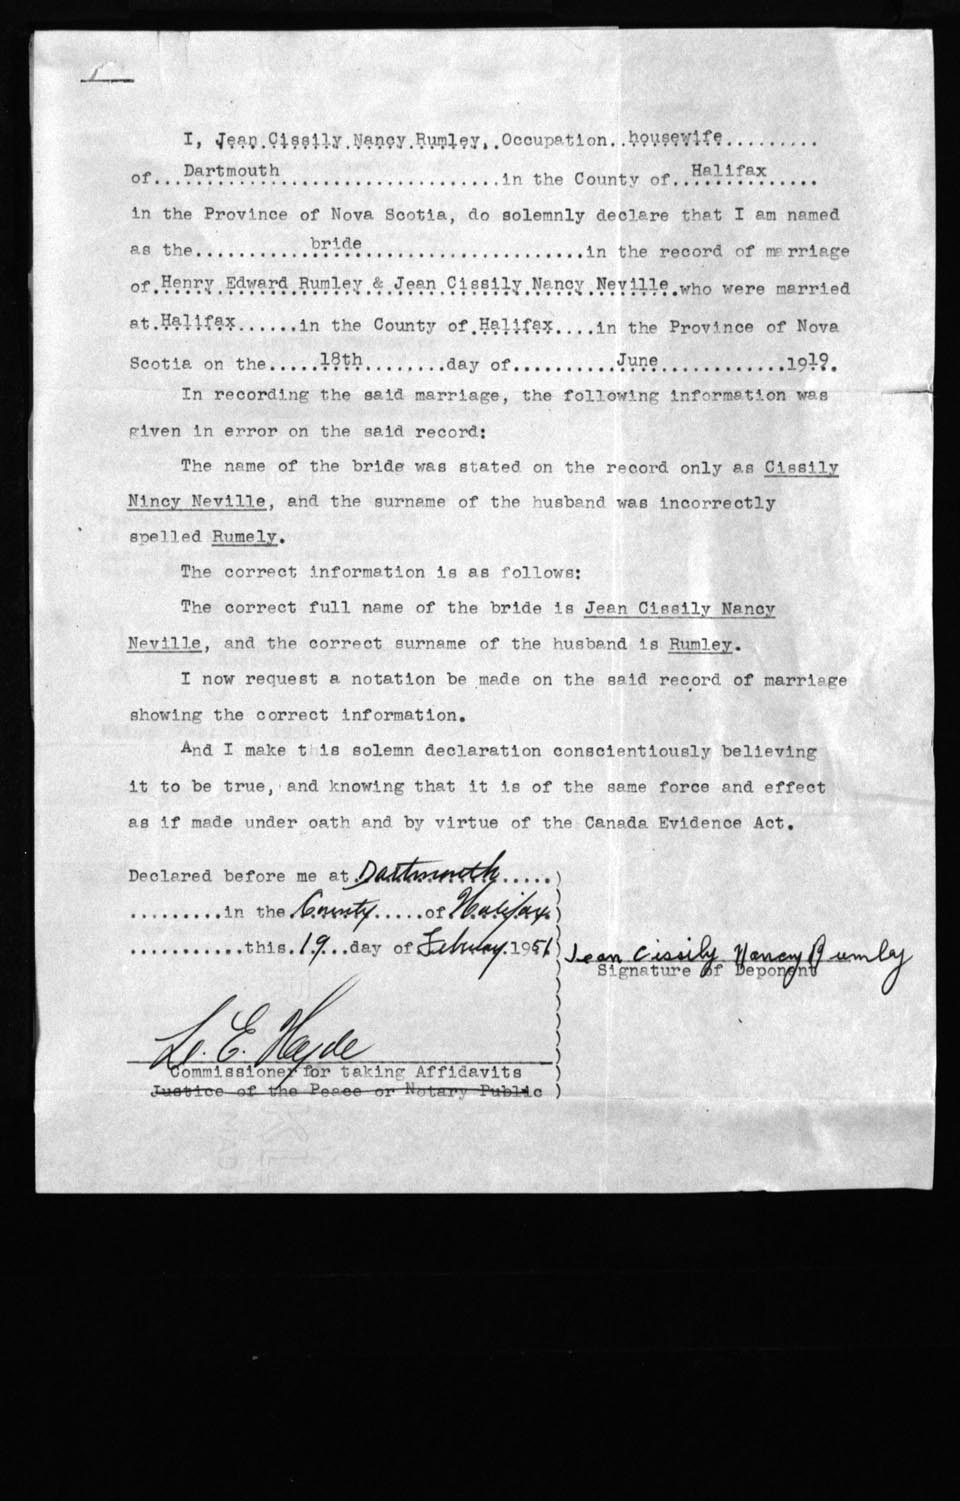 I, Jean Cissily Nancy Rumley, Occupation..housewife.........
of....Dartmouth......................in the County of..Halifax.....
in the Province of Nova Scotia, do solemnly declare that I am named
as the...........bride.......................in the record of marriage
of Henry Edward Rumley & Jean Cissily Nancy Neville who were married
at Halifax......in the County of Halifax....in the Province of Nova
Scotia on the.....18th........day of..........June............1919.
In recording the said marriage, the following information was
given in error on the said record:
The name of the bride was stated on the record only as Cissily
Nincy Neville, and the surname of the husband was incorrectly
spelled Rumely.
The correct information is as follows:
The correct full name of the bride is Jean Cissily Nancy
Neville, and the correct surname of the husband is Rumley.
I now request a notation be made on the said record of marriage
showing the correct information.
And I make this solemn declaration conscientiously believing
it to be true, and knowing that it is of the same force and effect
as if made under oath and by virtue of the Canada Evidence Act.
Declared before me at Dartmouth.....)
.........in the County.....of Halifax)
...........this.19...day of February.1951) Jean Cissily Nancy Rumley
Signature of Deponent
L. E. Hyde
Commissioner for taking Affidavits )
Justice of the Peace or Notary Public )